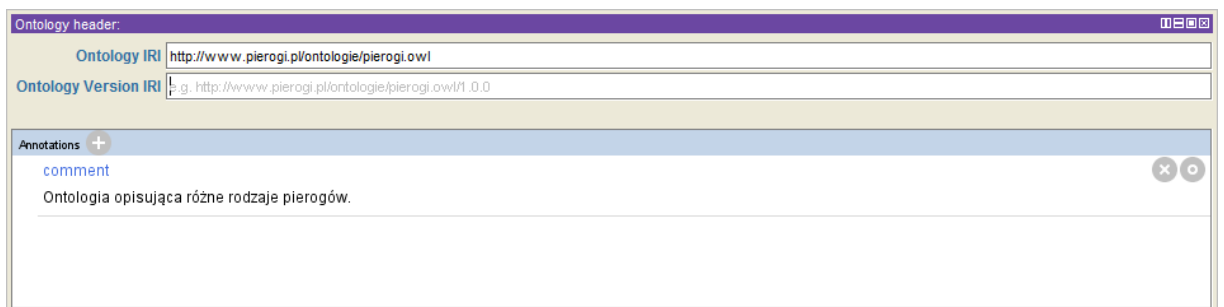 Ontology header:
Ontology IRI http://www.pierogi.pl/ontologie/pierogi.owl
Ontology Version IRI e.g. http://www.pierogi.pl/ontologie/pierogi.owl/1.0.0
Annotations
comment
Ontologia opisująca różne rodzaje pierogów.